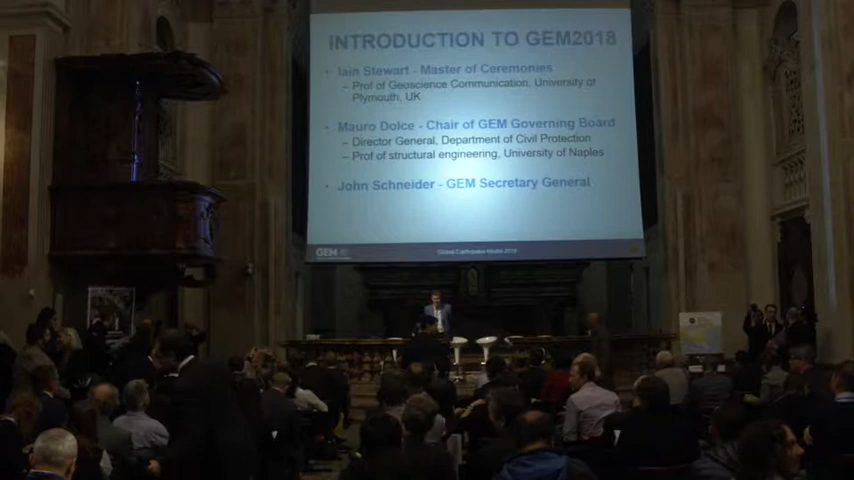 INTRODUCTION TO GEM2018
• Iain Stewart - Master of Ceremonies
– Prof of Geoscience Communication, University of
Plymouth, UK
• Mauro Dolce - Chair of GEM Governing Board
– Director General, Department of Civil Protection
– Prof of structural engineering, University of Naples
• John Schneider - GEM Secretary General
GEM
Global Earthquake Model 2018